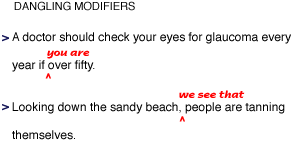 DANGLING MODIFIERS
> A doctor should check your eyes for glaucoma every
you are
year if ^ over fifty.
we see that
> Looking down the sandy beach, ^ people are tanning
themselves.